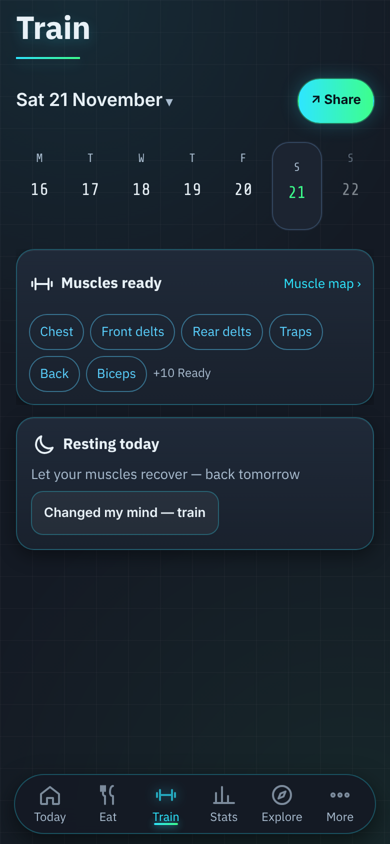 Train
Sat 21 November ▾
↗ Share
M T W T F S S
16 17 18 19 20 21 22
Muscles ready
Muscle map ›
Chest Front delts Rear delts Traps
Back Biceps +10 Ready
Resting today
Let your muscles recover — back tomorrow
Changed my mind — train
Today Eat Train Stats Explore More